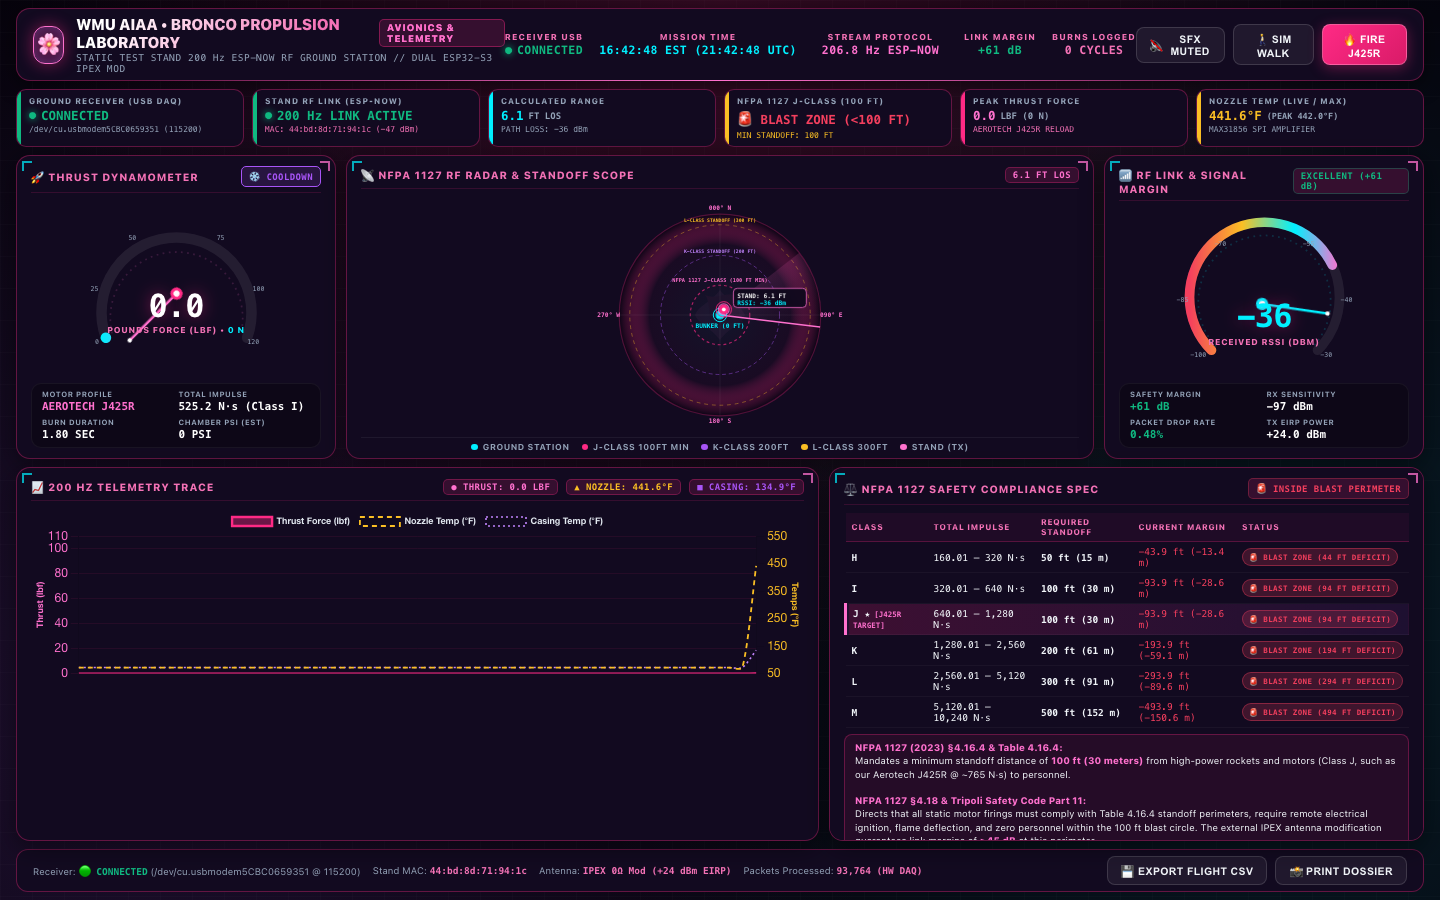 WMU AIAA • BRONCO PROPULSION
LABORATORY
AVIONICS &
TELEMETRY
STATIC TEST STAND 200 Hz ESP-NOW RF GROUND STATION // DUAL ESP32-S3
IPEX MOD
RECEIVER USB
CONNECTED
MISSION TIME
16:42:48 EST (21:42:48 UTC)
STREAM PROTOCOL
206.8 Hz ESP-NOW
LINK MARGIN
+61 dB
BURNS LOGGED
0 CYCLES
SFX
MUTED
SIM
WALK
FIRE
J425R
GROUND RECEIVER (USB DAQ)
CONNECTED
/dev/cu.usbmodem5CBC0659351 (115200)
STAND RF LINK (ESP-NOW)
200 Hz LINK ACTIVE
MAC: 44:bd:8d:71:94:1c (−47 dBm)
CALCULATED RANGE
6.1 FT LOS
PATH LOSS: −36 dBm
NFPA 1127 J-CLASS (100 FT)
BLAST ZONE (<100 FT)
MIN STANDOFF: 100 FT
PEAK THRUST FORCE
0.0 LBF (0 N)
AEROTECH J425R RELOAD
NOZZLE TEMP (LIVE / MAX)
441.6°F (PEAK 442.0°F)
MAX31856 SPI AMPLIFIER
THRUST DYNAMOMETER
COOLDOWN
50
75
25
100
0
120
0.0
POUNDS FORCE (LBF) • 0 N
MOTOR PROFILE
AEROTECH J425R
TOTAL IMPULSE
525.2 N·s (Class I)
BURN DURATION
1.80 SEC
CHAMBER PSI (EST)
0 PSI
NFPA 1127 RF RADAR & STANDOFF SCOPE
6.1 FT LOS
000° N
L-CLASS STANDOFF (300 FT)
K-CLASS STANDOFF (200 FT)
NFPA 1127 J-CLASS (100 FT MIN)
STAND: 6.1 FT
RSSI: −36 dBm
270° W
090° E
BUNKER (0 FT)
180° S
GROUND STATION
J-CLASS 100FT MIN
K-CLASS 200FT
L-CLASS 300FT
STAND (TX)
RF LINK & SIGNAL
MARGIN
EXCELLENT (+61
dB)
−40
−100
−30
−36
RECEIVED RSSI (DBM)
SAFETY MARGIN
+61 dB
RX SENSITIVITY
−97 dBm
PACKET DROP RATE
0.48%
TX EIRP POWER
+24.0 dBm
200 HZ TELEMETRY TRACE
● THRUST: 0.0 LBF
▲ NOZZLE: 441.6°F
■ CASING: 134.9°F
Thrust Force (lbf)
Nozzle Temp (°F)
Casing Temp (°F)
Thrust (lbf)
110
100
80
60
40
20
0
550
450
350
250
150
50
Temps (°F)
NFPA 1127 SAFETY COMPLIANCE SPEC
INSIDE BLAST PERIMETER
CLASS TOTAL IMPULSE REQUIRED STANDOFF CURRENT MARGIN STATUS
H 160.01 – 320 N·s 50 ft (15 m) −43.9 ft (−13.4 m) BLAST ZONE (44 FT DEFICIT)
I 320.01 – 640 N·s 100 ft (30 m) −93.9 ft (−28.6 m) BLAST ZONE (94 FT DEFICIT)
J ★ [J425R TARGET] 640.01 – 1,280 N·s 100 ft (30 m) −93.9 ft (−28.6 m) BLAST ZONE (94 FT DEFICIT)
K 1,280.01 – 2,560 N·s 200 ft (61 m) −193.9 ft (−59.1 m) BLAST ZONE (194 FT DEFICIT)
L 2,560.01 – 5,120 N·s 300 ft (91 m) −293.9 ft (−89.6 m) BLAST ZONE (294 FT DEFICIT)
M 5,120.01 – 10,240 N·s 500 ft (152 m) −493.9 ft (−150.6 m) BLAST ZONE (494 FT DEFICIT)
NFPA 1127 (2023) §4.16.4 & Table 4.16.4:
Mandates a minimum standoff distance of 100 ft (30 meters) from high-power rockets and motors (Class J, such as
our Aerotech J425R @ ~765 N·s) to personnel.
NFPA 1127 §4.18 & Tripoli Safety Code Part 11:
Directs that all static motor firings must comply with Table 4.16.4 standoff perimeters, require remote electrical
ignition, flame deflection, and zero personnel within the 100 ft blast circle. The external IPEX antenna modification
Receiver: CONNECTED (/dev/cu.usbmodem5CBC0659351 @ 115200)
Stand MAC: 44:bd:8d:71:94:1c
Antenna: IPEX 0Ω Mod (+24 dBm EIRP)
Packets Processed: 93,764 (HW DAQ)
EXPORT FLIGHT CSV
PRINT DOSSIER